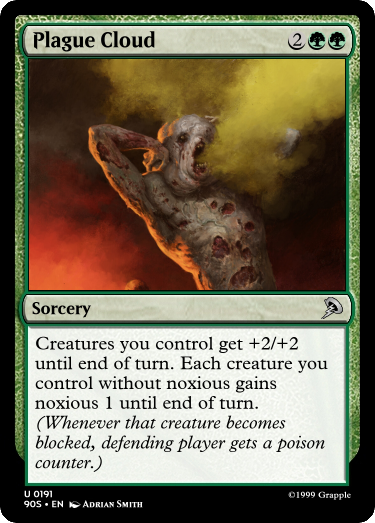 Plague Cloud 2
Sorcery
Creatures you control get +2/+2
until end of turn. Each creature you
control without noxious gains
noxious 1 until end of turn.
(Whenever that creature becomes
blocked, defending player gets a poison
counter.)
U 0191
90S • EN Adrian Smith
©1999 Grapple